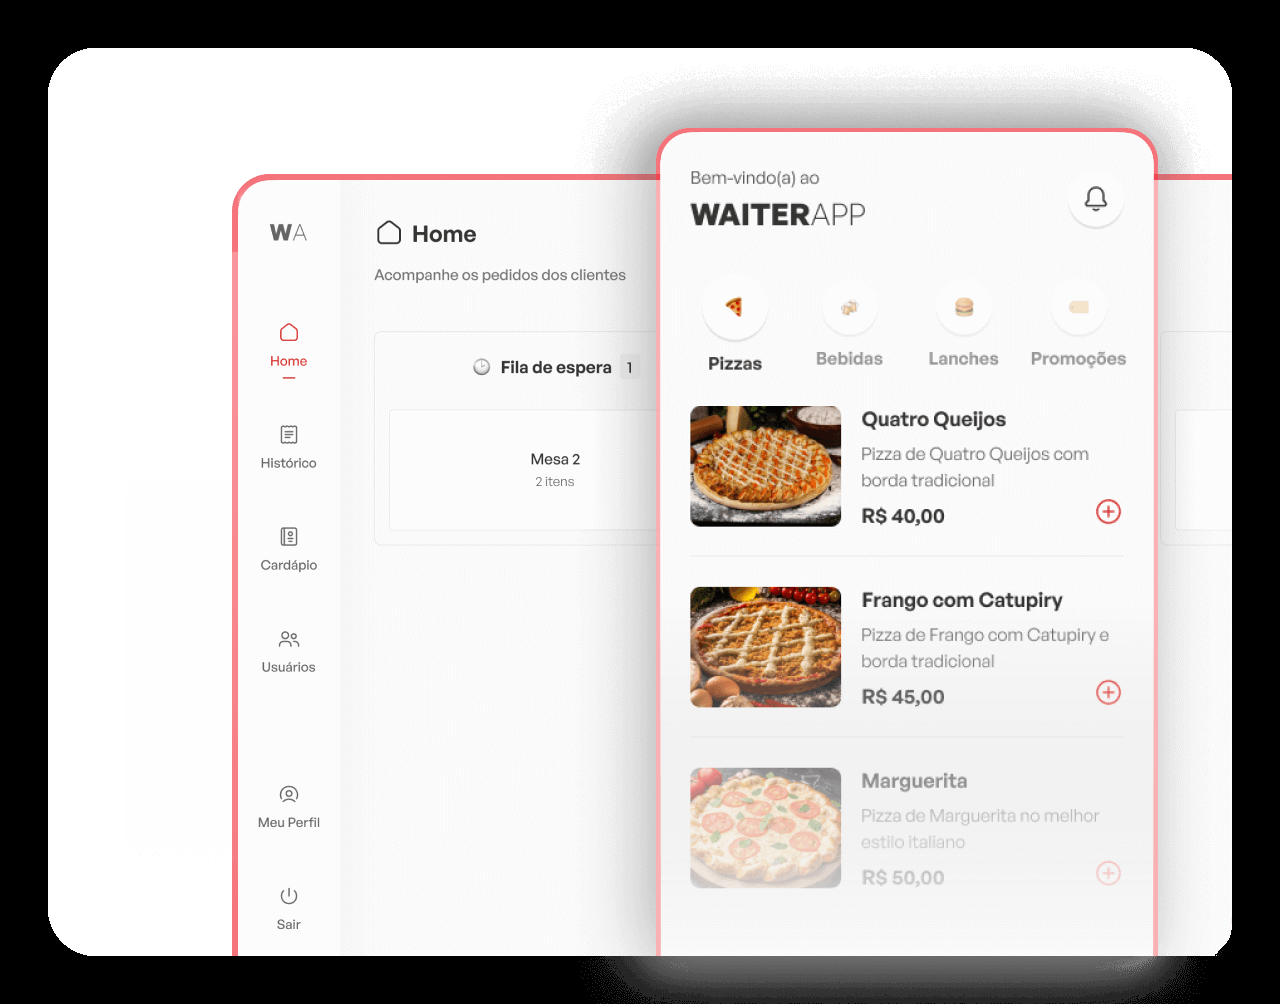 WA
Home
Histórico
Cardápio
Usuários
Meu Perfil
Sair
Home
Acompanhe os pedidos dos clientes
Fila de espera 1
Mesa 2
2 itens
Bem-vindo(a) ao
WAITERAPP
Pizzas
Bebidas
Lanches
Promoções
Quatro Queijos
Pizza de Quatro Queijos com
borda tradicional
R$ 40,00
Frango com Catupiry
Pizza de Frango com Catupiry e
borda tradicional
R$ 45,00
Marguerita
Pizza de Marguerita no melhor
estilo italiano
R$ 50,00